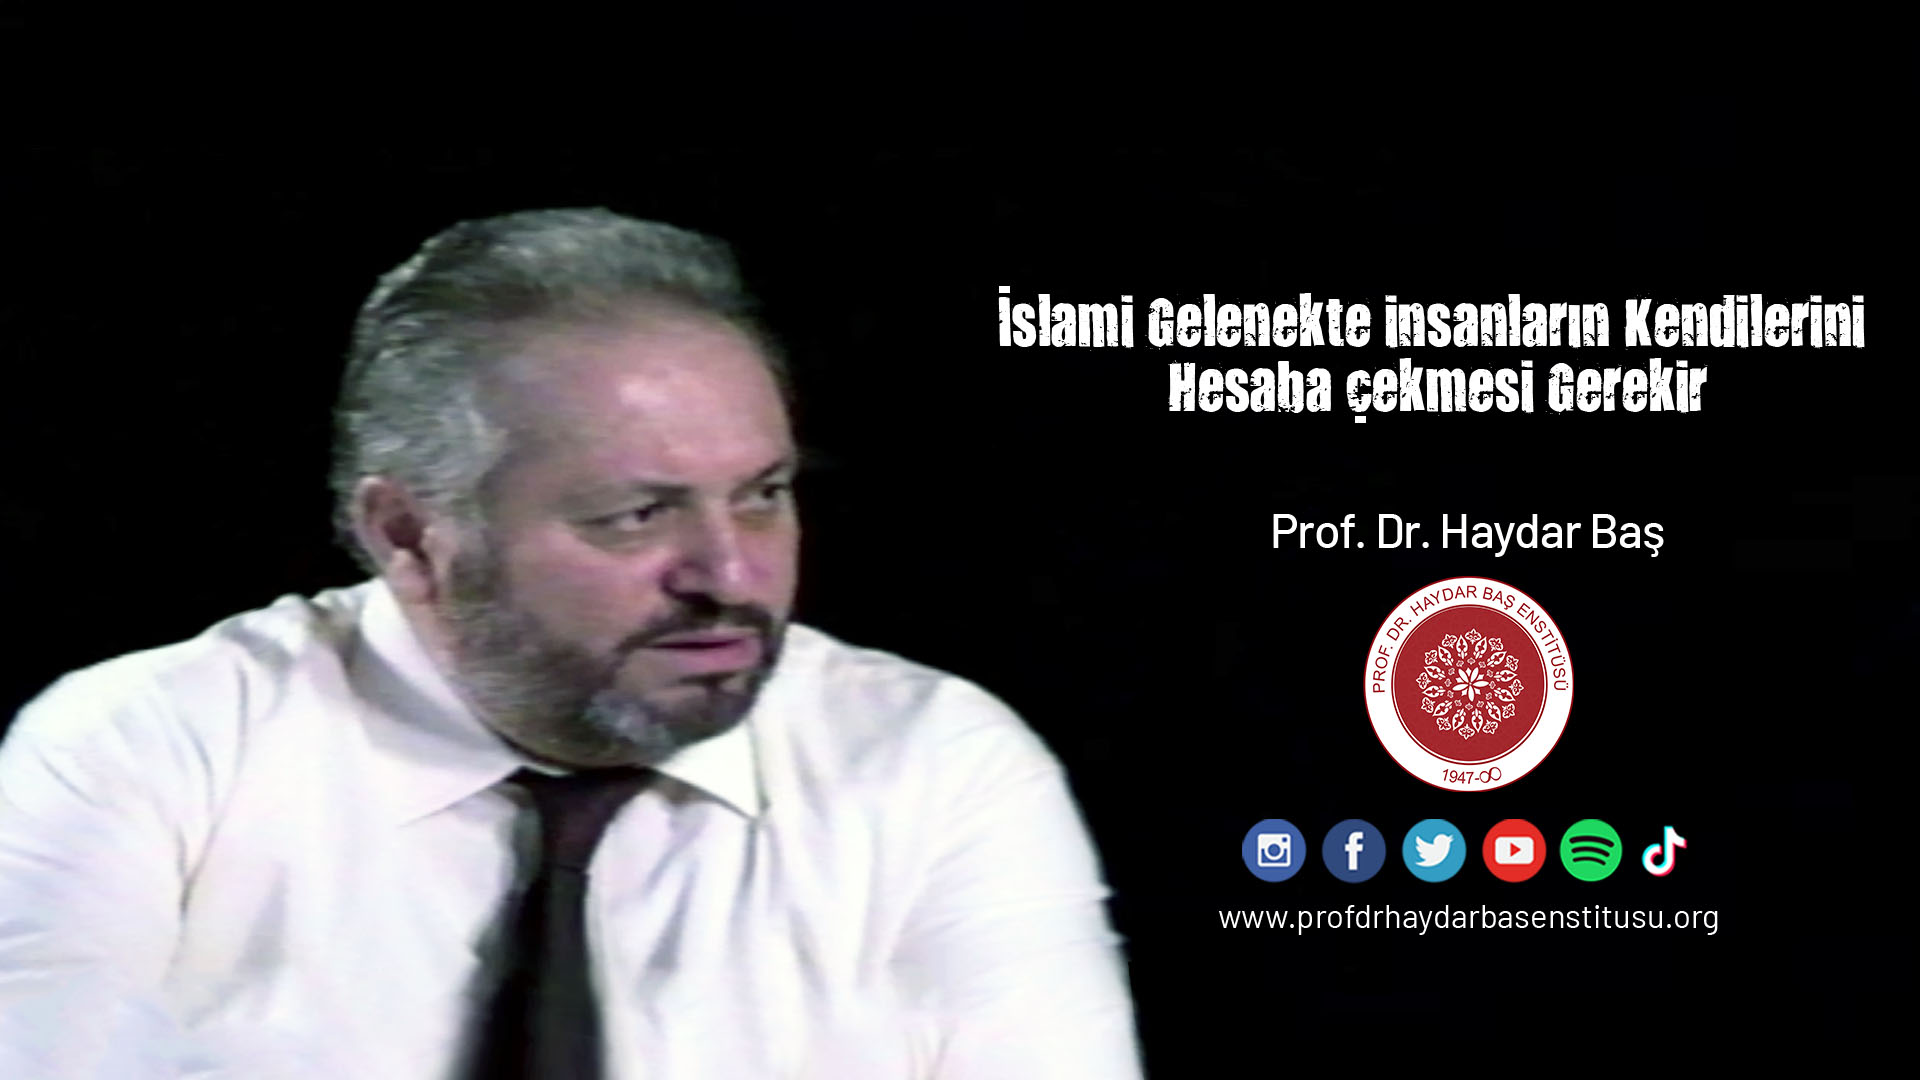 İslami Gelenekte insanların Kendilerini
Hesaba çekmesi Gerekir
Prof. Dr. Haydar Baş
PROF. DR. HAYDAR BAŞ ENSTİTÜSÜ
1947-∞
www.profdrhaydarbasenstitusu.org